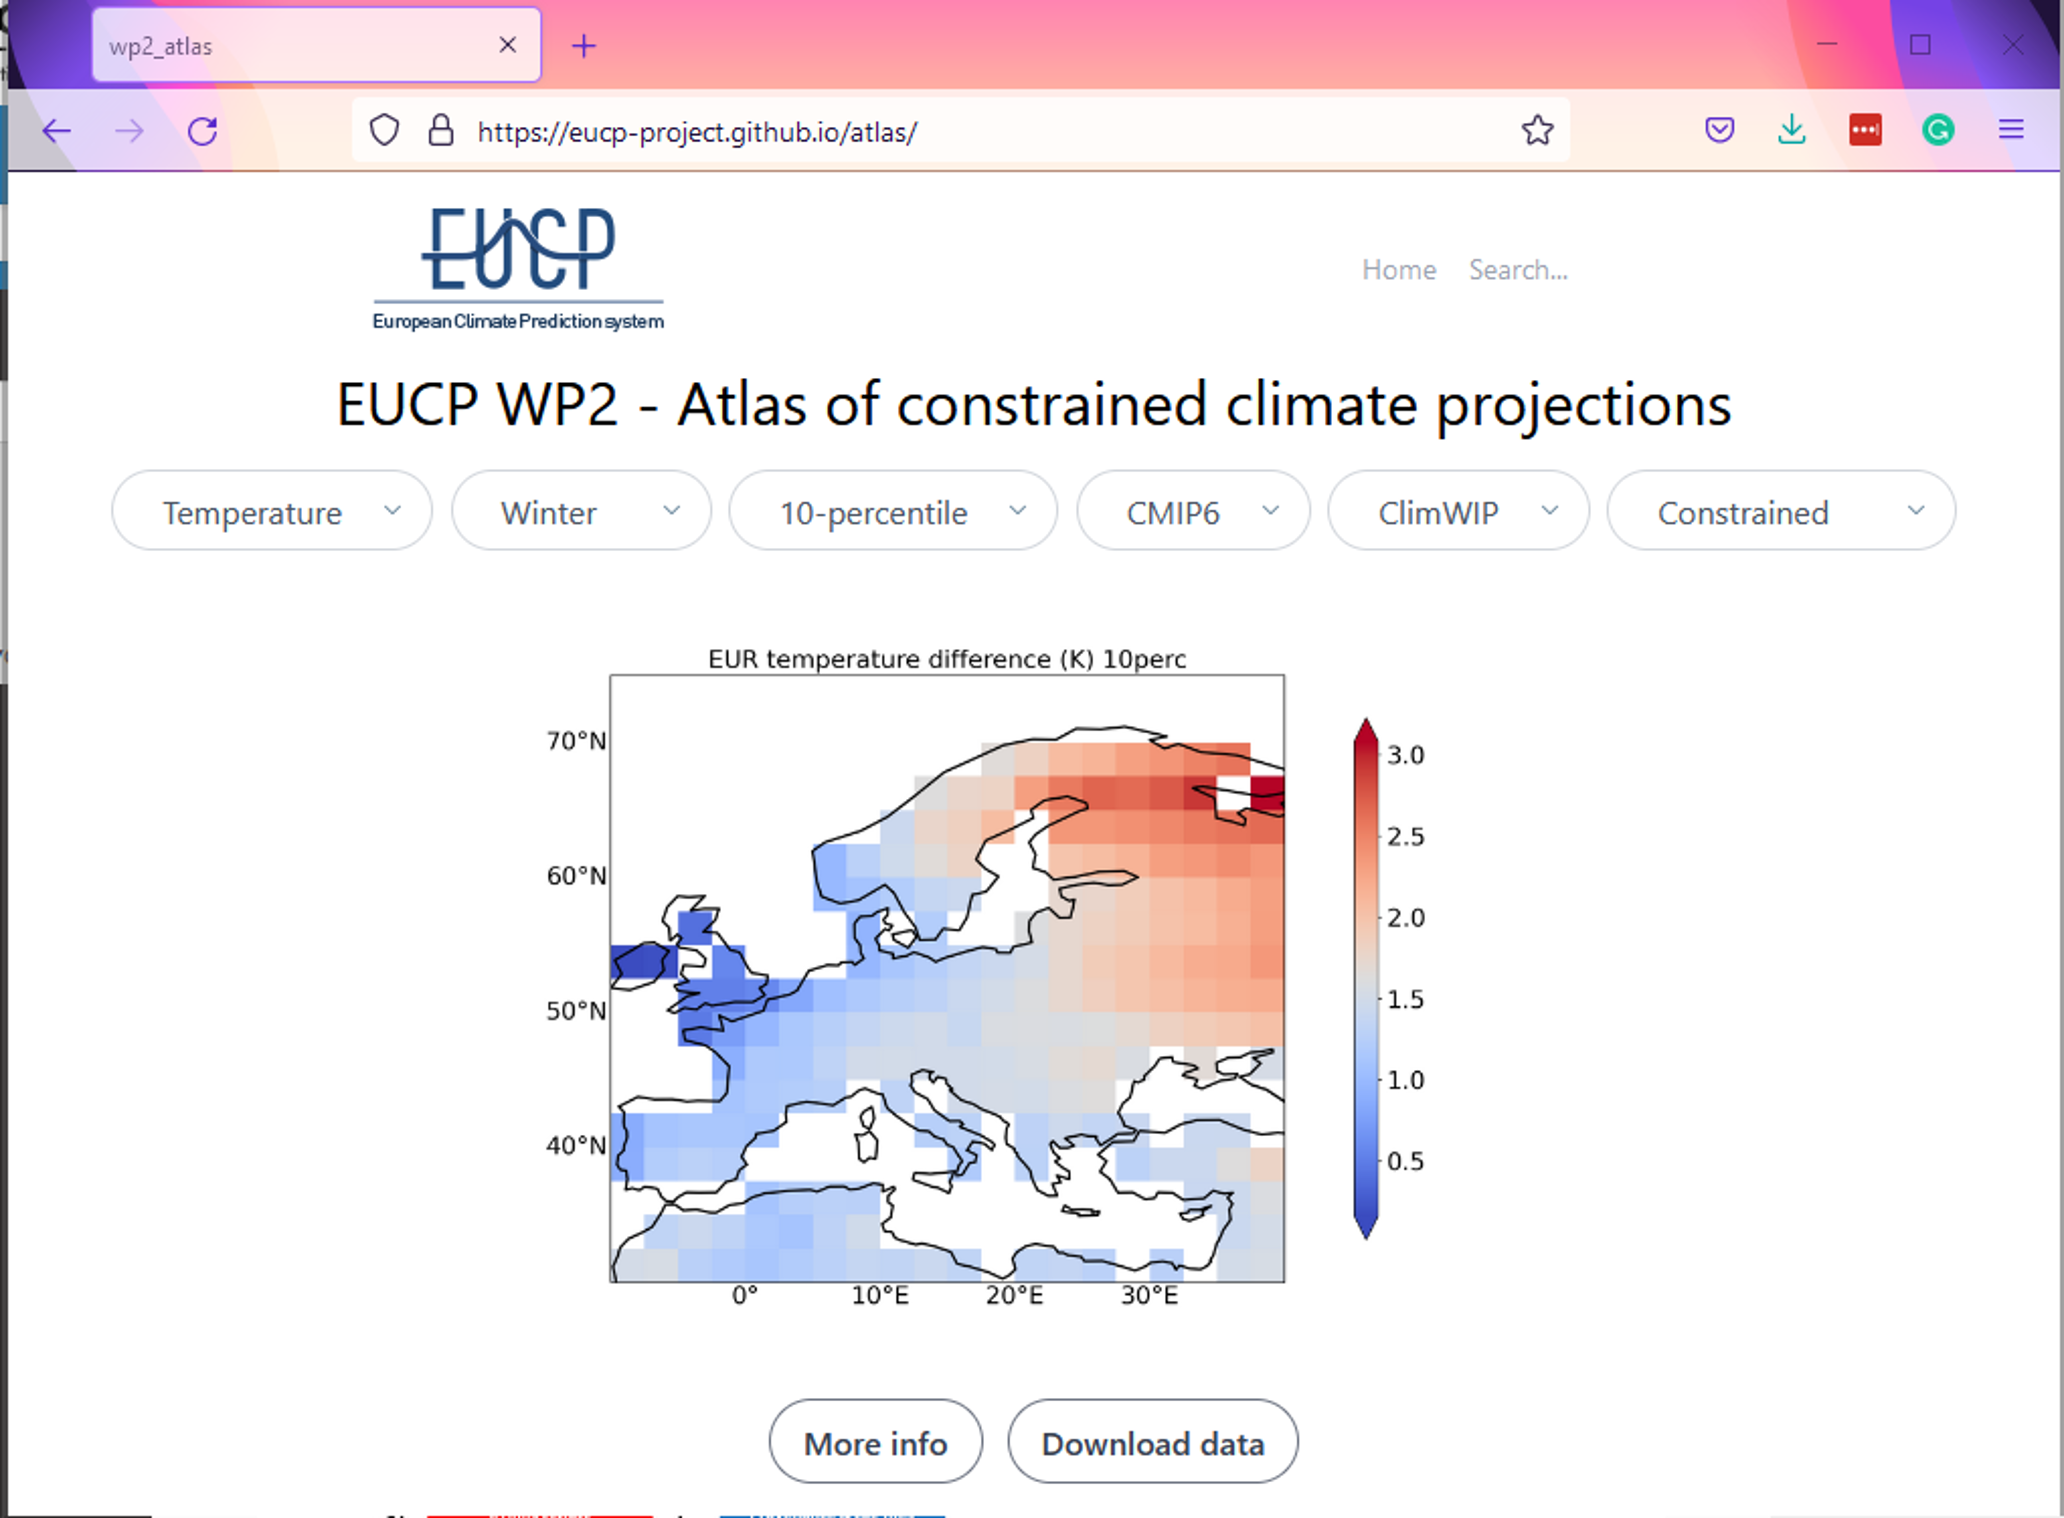 wp2_atlas
https://eucp-project.github.io/atlas/
EUCP
European Climate Prediction system
Home Search...
EUCP WP2 - Atlas of constrained climate projections
Temperature Winter 10-percentile CMIP6 ClimWIP Constrained
EUR temperature difference (K) 10perc
70°N
60°N
50°N
40°N
0° 10°E 20°E 30°E
3.0
2.5
2.0
1.5
1.0
0.5
More info Download data